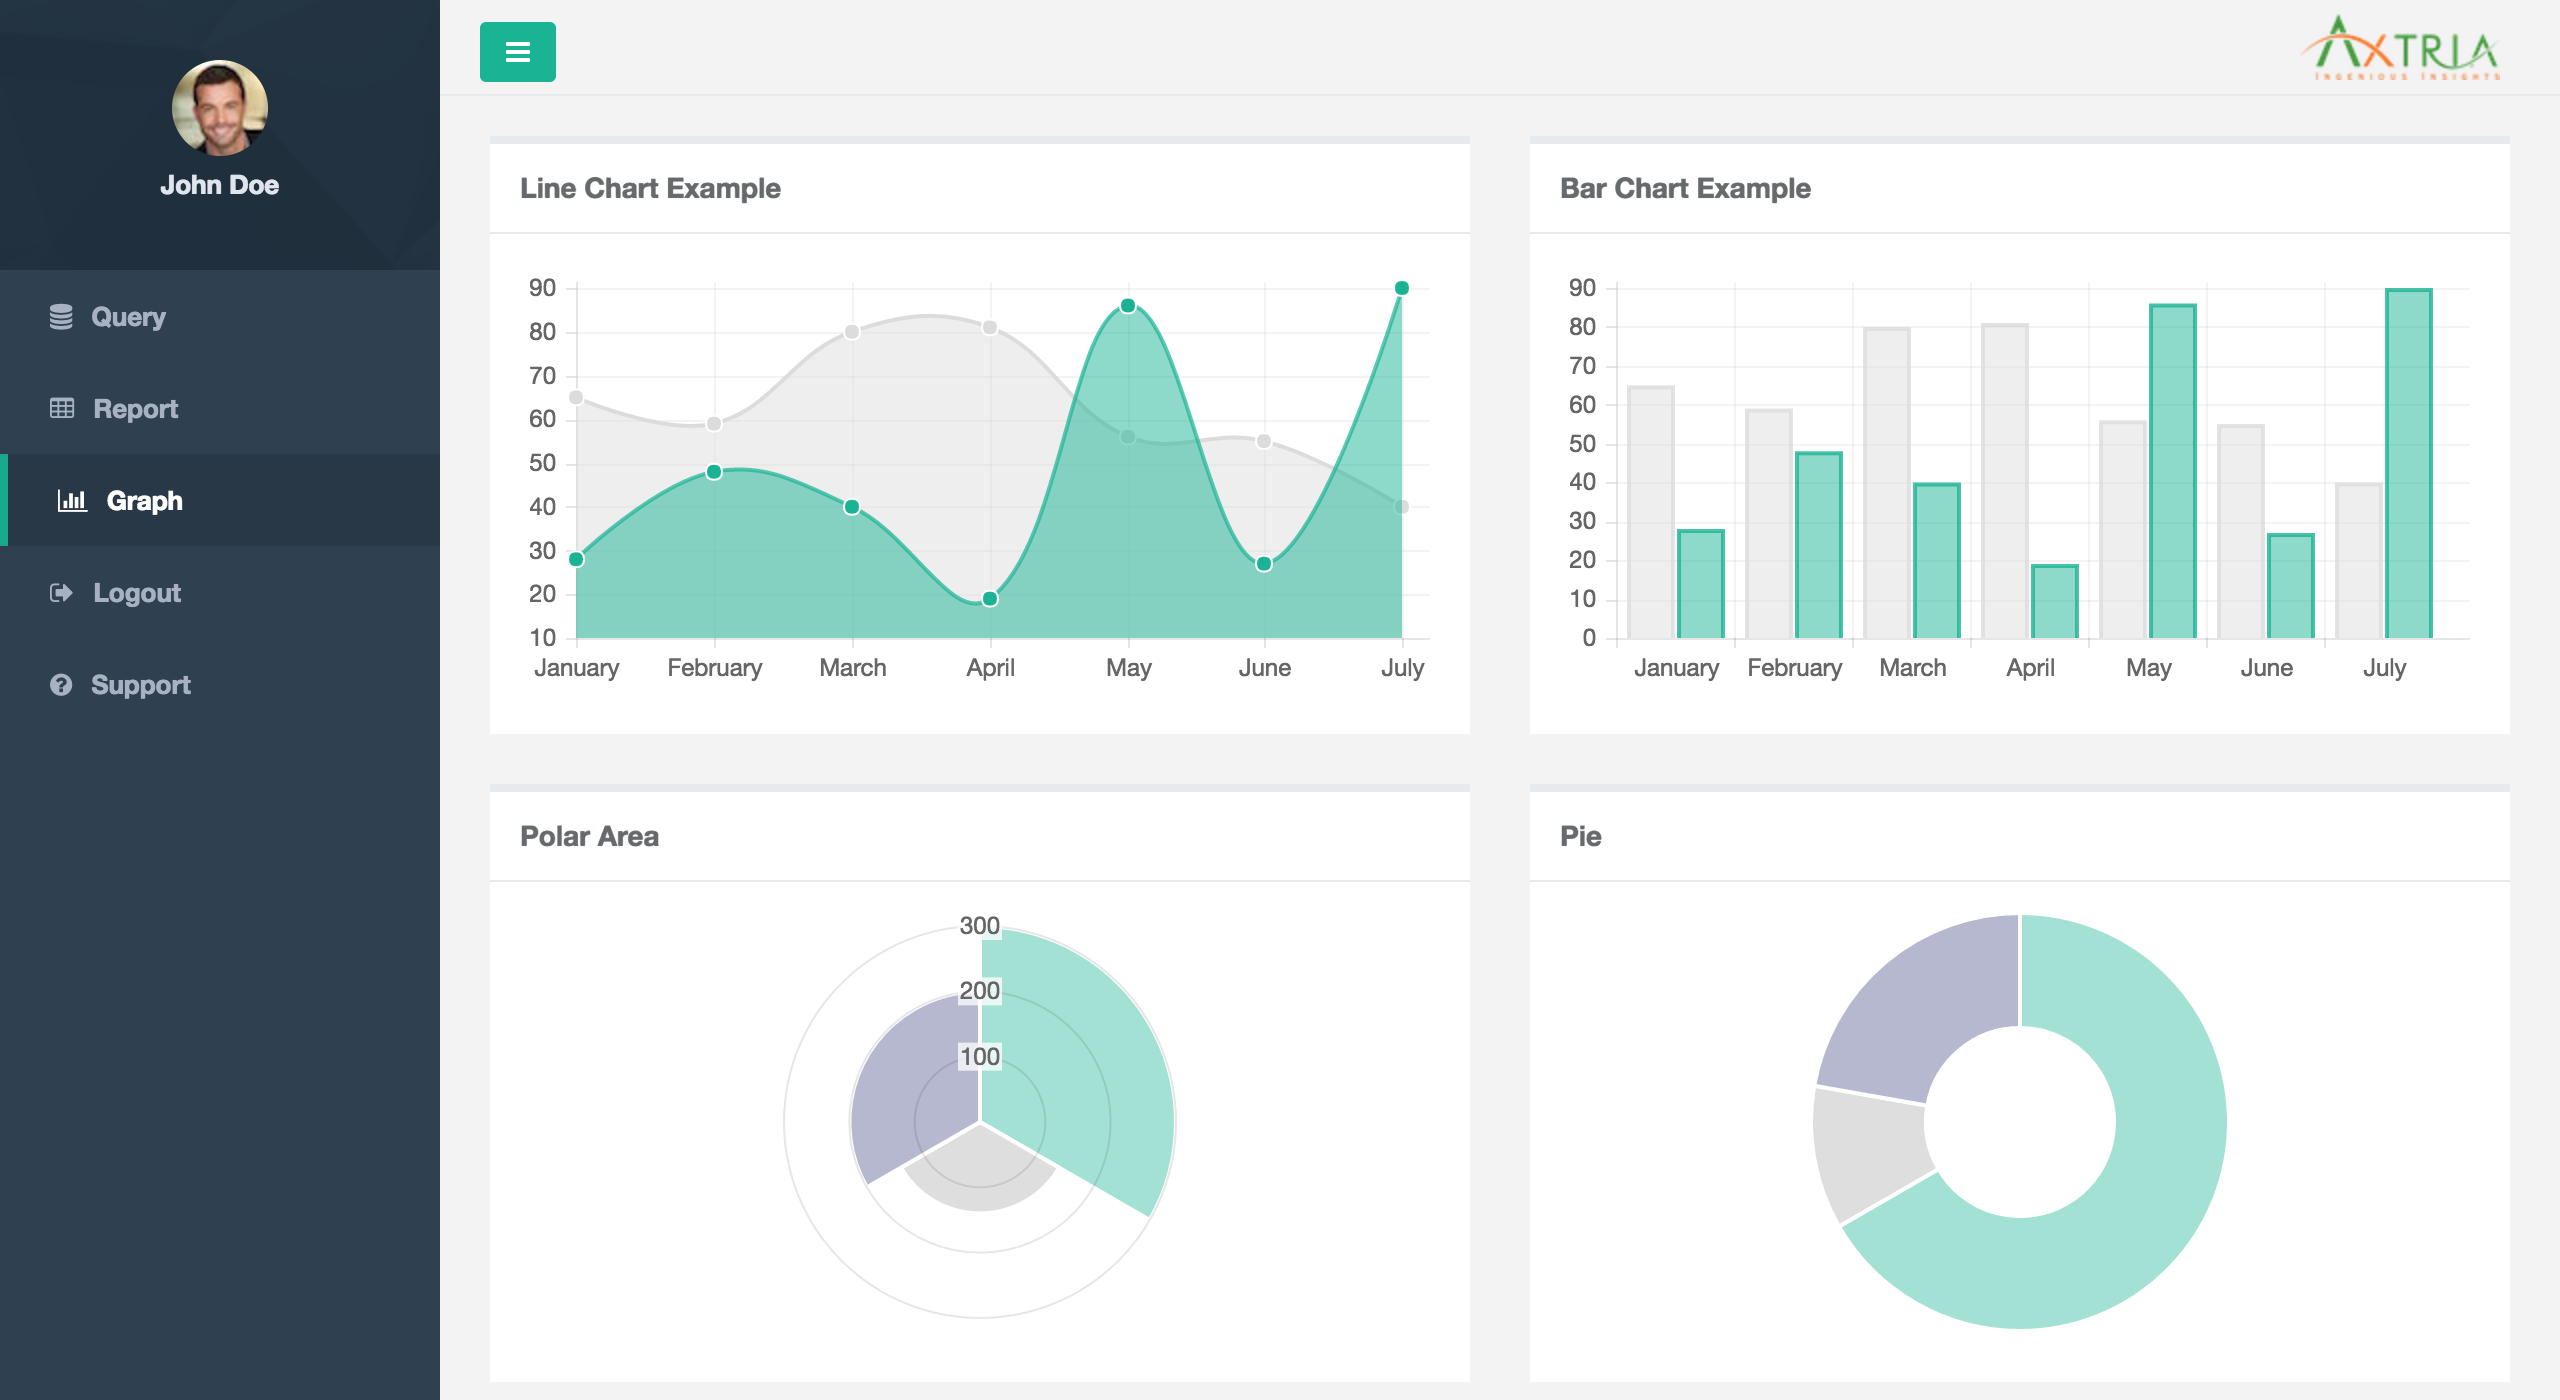 John Doe
Query
Report
Graph
Logout
Support
AXTRIA
INGENIOUS INSIGHTS
Line Chart Example
90
80
70
60
50
40
30
20
10
January February March April May June July
Bar Chart Example
90
80
70
60
50
40
30
20
10
0
January February March April May June July
Polar Area
300
200
100
Pie